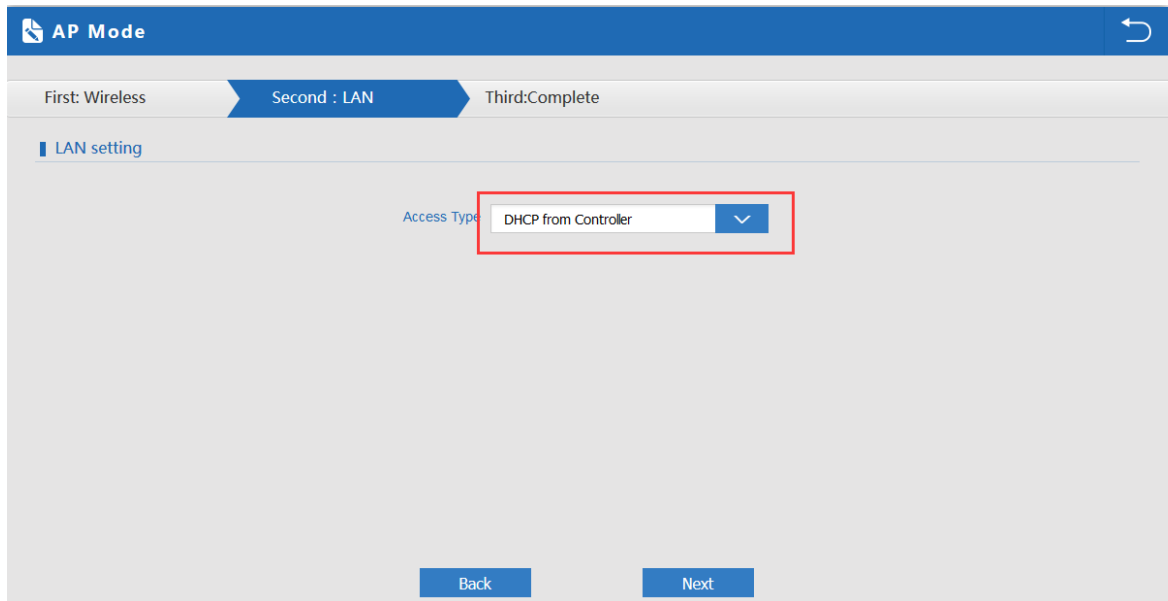 AP Mode
First: Wireless
Second : LAN
Third:Complete
LAN setting
Access Type
DHCP from Controller
Back
Next